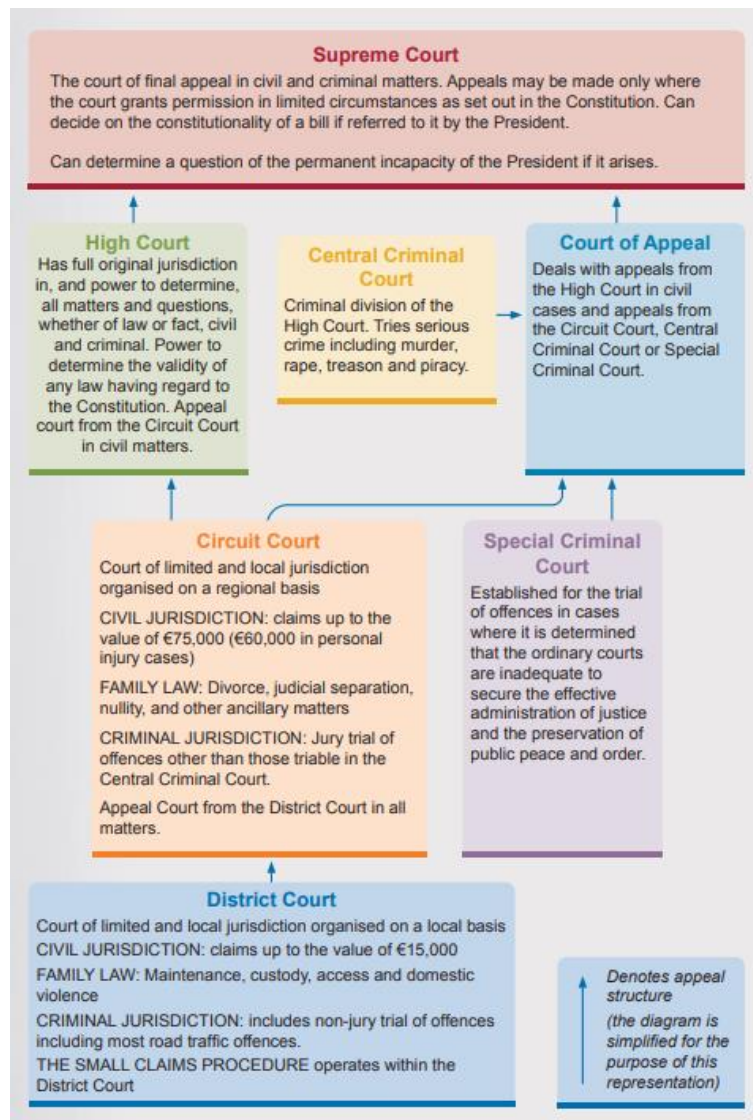 Supreme Court
The court of final appeal in civil and criminal matters. Appeals may be made only where
the court grants permission in limited circumstances as set out in the Constitution. Can
decide on the constitutionality of a bill if referred to it by the President.
Can determine a question of the permanent incapacity of the President if it arises.
High Court
Has full original jurisdiction
in, and power to determine,
all matters and questions,
whether of law or fact, civil
and criminal. Power to
determine the validity of
any law having regard to
the Constitution. Appeal
court from the Circuit Court
in civil matters.
Central Criminal
Court
Criminal division of the
High Court. Tries serious
crime including murder,
rape, treason and piracy.
Court of Appeal
Deals with appeals from
the High Court in civil
cases and appeals from
the Circuit Court, Central
Criminal Court or Special
Criminal Court.
Circuit Court
Court of limited and local jurisdiction
organised on a regional basis
CIVIL JURISDICTION: claims up to the
value of €75,000 (€60,000 in personal
injury cases)
FAMILY LAW: Divorce, judicial separation,
nullity, and other ancillary matters
CRIMINAL JURISDICTION: Jury trial of
offences other than those triable in the
Central Criminal Court.
Appeal Court from the District Court in all
matters.
Special Criminal
Court
Established for the trial
of offences in cases
where it is determined
that the ordinary courts
are inadequate to
secure the effective
administration of justice
and the preservation of
public peace and order.
District Court
Court of limited and local jurisdiction organised on a local basis
CIVIL JURISDICTION: claims up to the value of €15,000
FAMILY LAW: Maintenance, custody, access and domestic
violence
CRIMINAL JURISDICTION: includes non-jury trial of offences
including most road traffic offences.
THE SMALL CLAIMS PROCEDURE operates within the
District Court
Denotes appeal
structure
(the diagram is
simplified for the
purpose of this
representation)